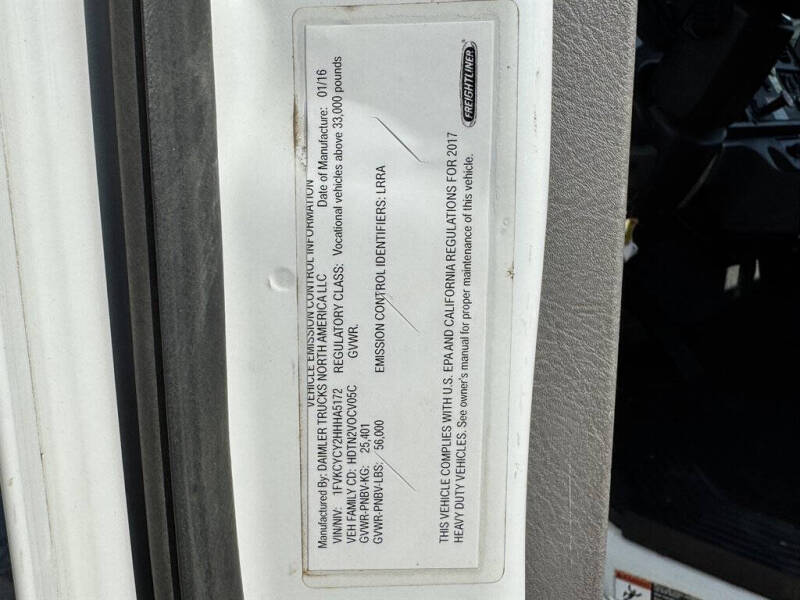 VEHICLE EMISSION CONTROL INFORMATION
Manufactured By: DAIMLER TRUCKS NORTH AMERICA LLC Date of Manufacture: 01/16
VIN/NIV: 1FVKCYCY2HHHA5172 REGULATORY CLASS: Vocational vehicles above 33,000 pounds
VEH FAMILY CD: HDTN2VOCV05C GVWR.
GVWR-PNBV-KG: 25,401
GVWR-PNBV-LBS: 56,000 EMISSION CONTROL IDENTIFIERS: LRRA
THIS VEHICLE COMPLIES WITH U.S. EPA AND CALIFORNIA REGULATIONS FOR 2017
HEAVY DUTY VEHICLES. See owner's manual for proper maintenance of this vehicle.
FREIGHTLINER